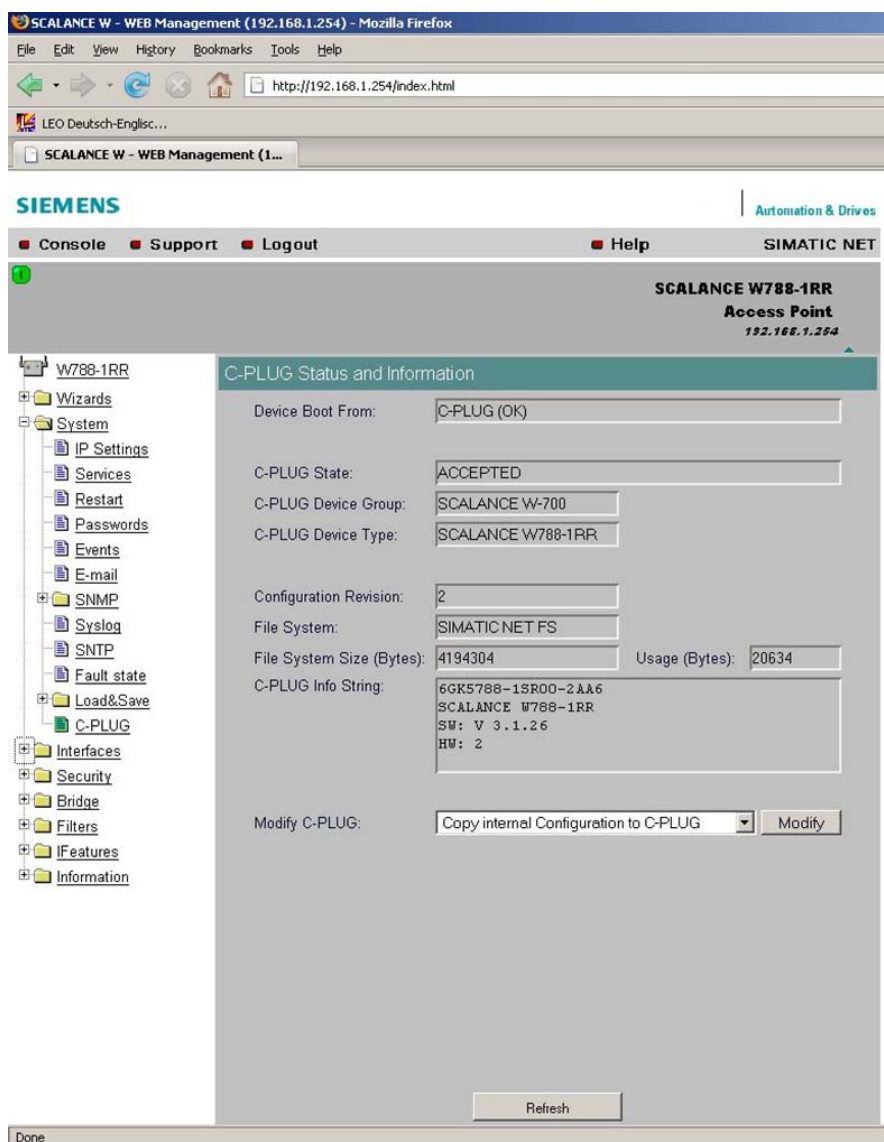 SCALANCE W - WEB Management (192.168.1.254) - Mozilla Firefox
File Edit View History Bookmarks Tools Help
http://192.168.1.254/index.html
LEO Deutsch-Englisc...
SCALANCE W - WEB Management (1...
SIEMENS
Automation & Drives
Console Support Logout Help SIMATIC NET
SCALANCE W788-1RR
Access Point
192.168.1.254
W788-1RR
Wizards
System
IP Settings
Services
Restart
Passwords
Events
E-mail
SNMP
Syslog
SNTP
Fault state
Load&Save
C-PLUG
Interfaces
Security
Bridge
Filters
IFeatures
Information
C-PLUG Status and Information
Device Boot From: C-PLUG (OK)
C-PLUG State: ACCEPTED
C-PLUG Device Group: SCALANCE W-700
C-PLUG Device Type: SCALANCE W788-1RR
Configuration Revision: 2
File System: SIMATIC NET FS
File System Size (Bytes): 4194304 Usage (Bytes): 20634
C-PLUG Info String: 6GK5788-1SR00-2AA6
SCALANCE W788-1RR
SW: V 3.1.26
HW: 2
Modify C-PLUG: Copy internal Configuration to C-PLUG Modify
Refresh
Done